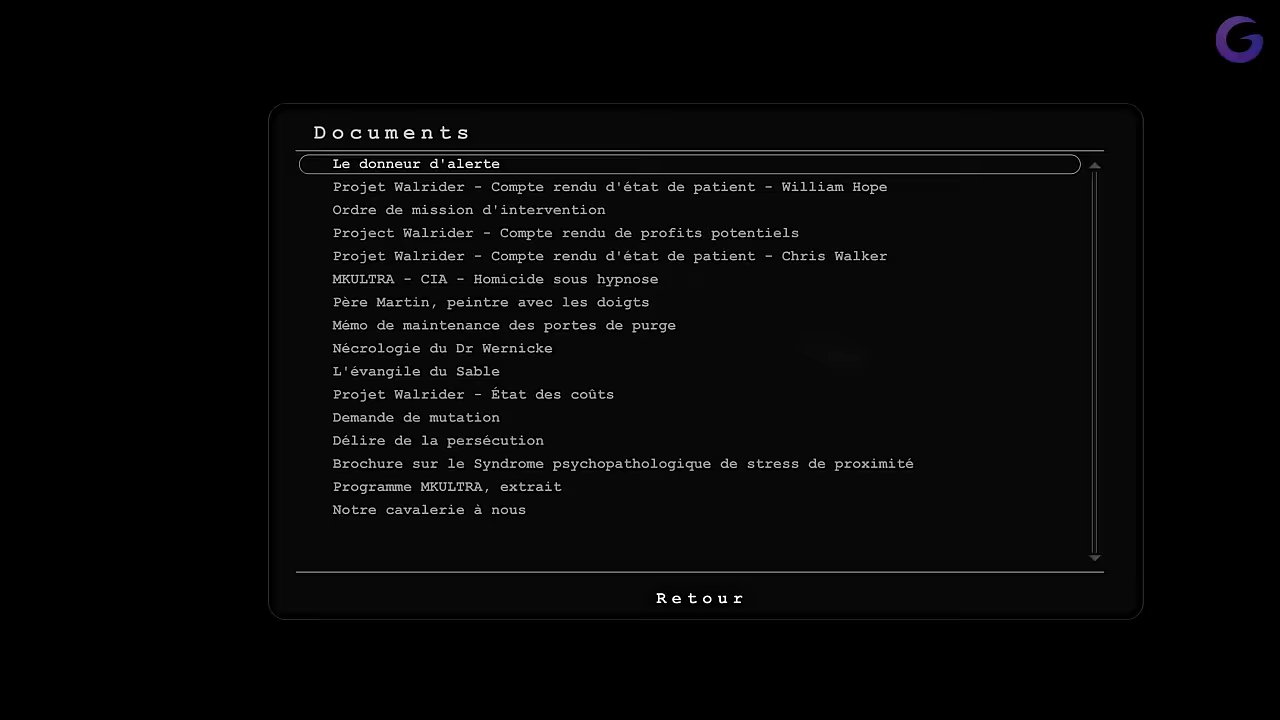 Documents
Le donneur d'alerte
Projet Walrider - Compte rendu d'état de patient - William Hope
Ordre de mission d'intervention
Project Walrider - Compte rendu de profits potentiels
Projet Walrider - Compte rendu d'état de patient - Chris Walker
MKULTRA - CIA - Homicide sous hypnose
Père Martin, peintre avec les doigts
Mémo de maintenance des portes de purge
Nécrologie du Dr Wernicke
L'évangile du Sable
Projet Walrider - État des coûts
Demande de mutation
Délire de la persécution
Brochure sur le Syndrome psychopathologique de stress de proximité
Programme MKULTRA, extrait
Notre cavalerie à nous
Retour